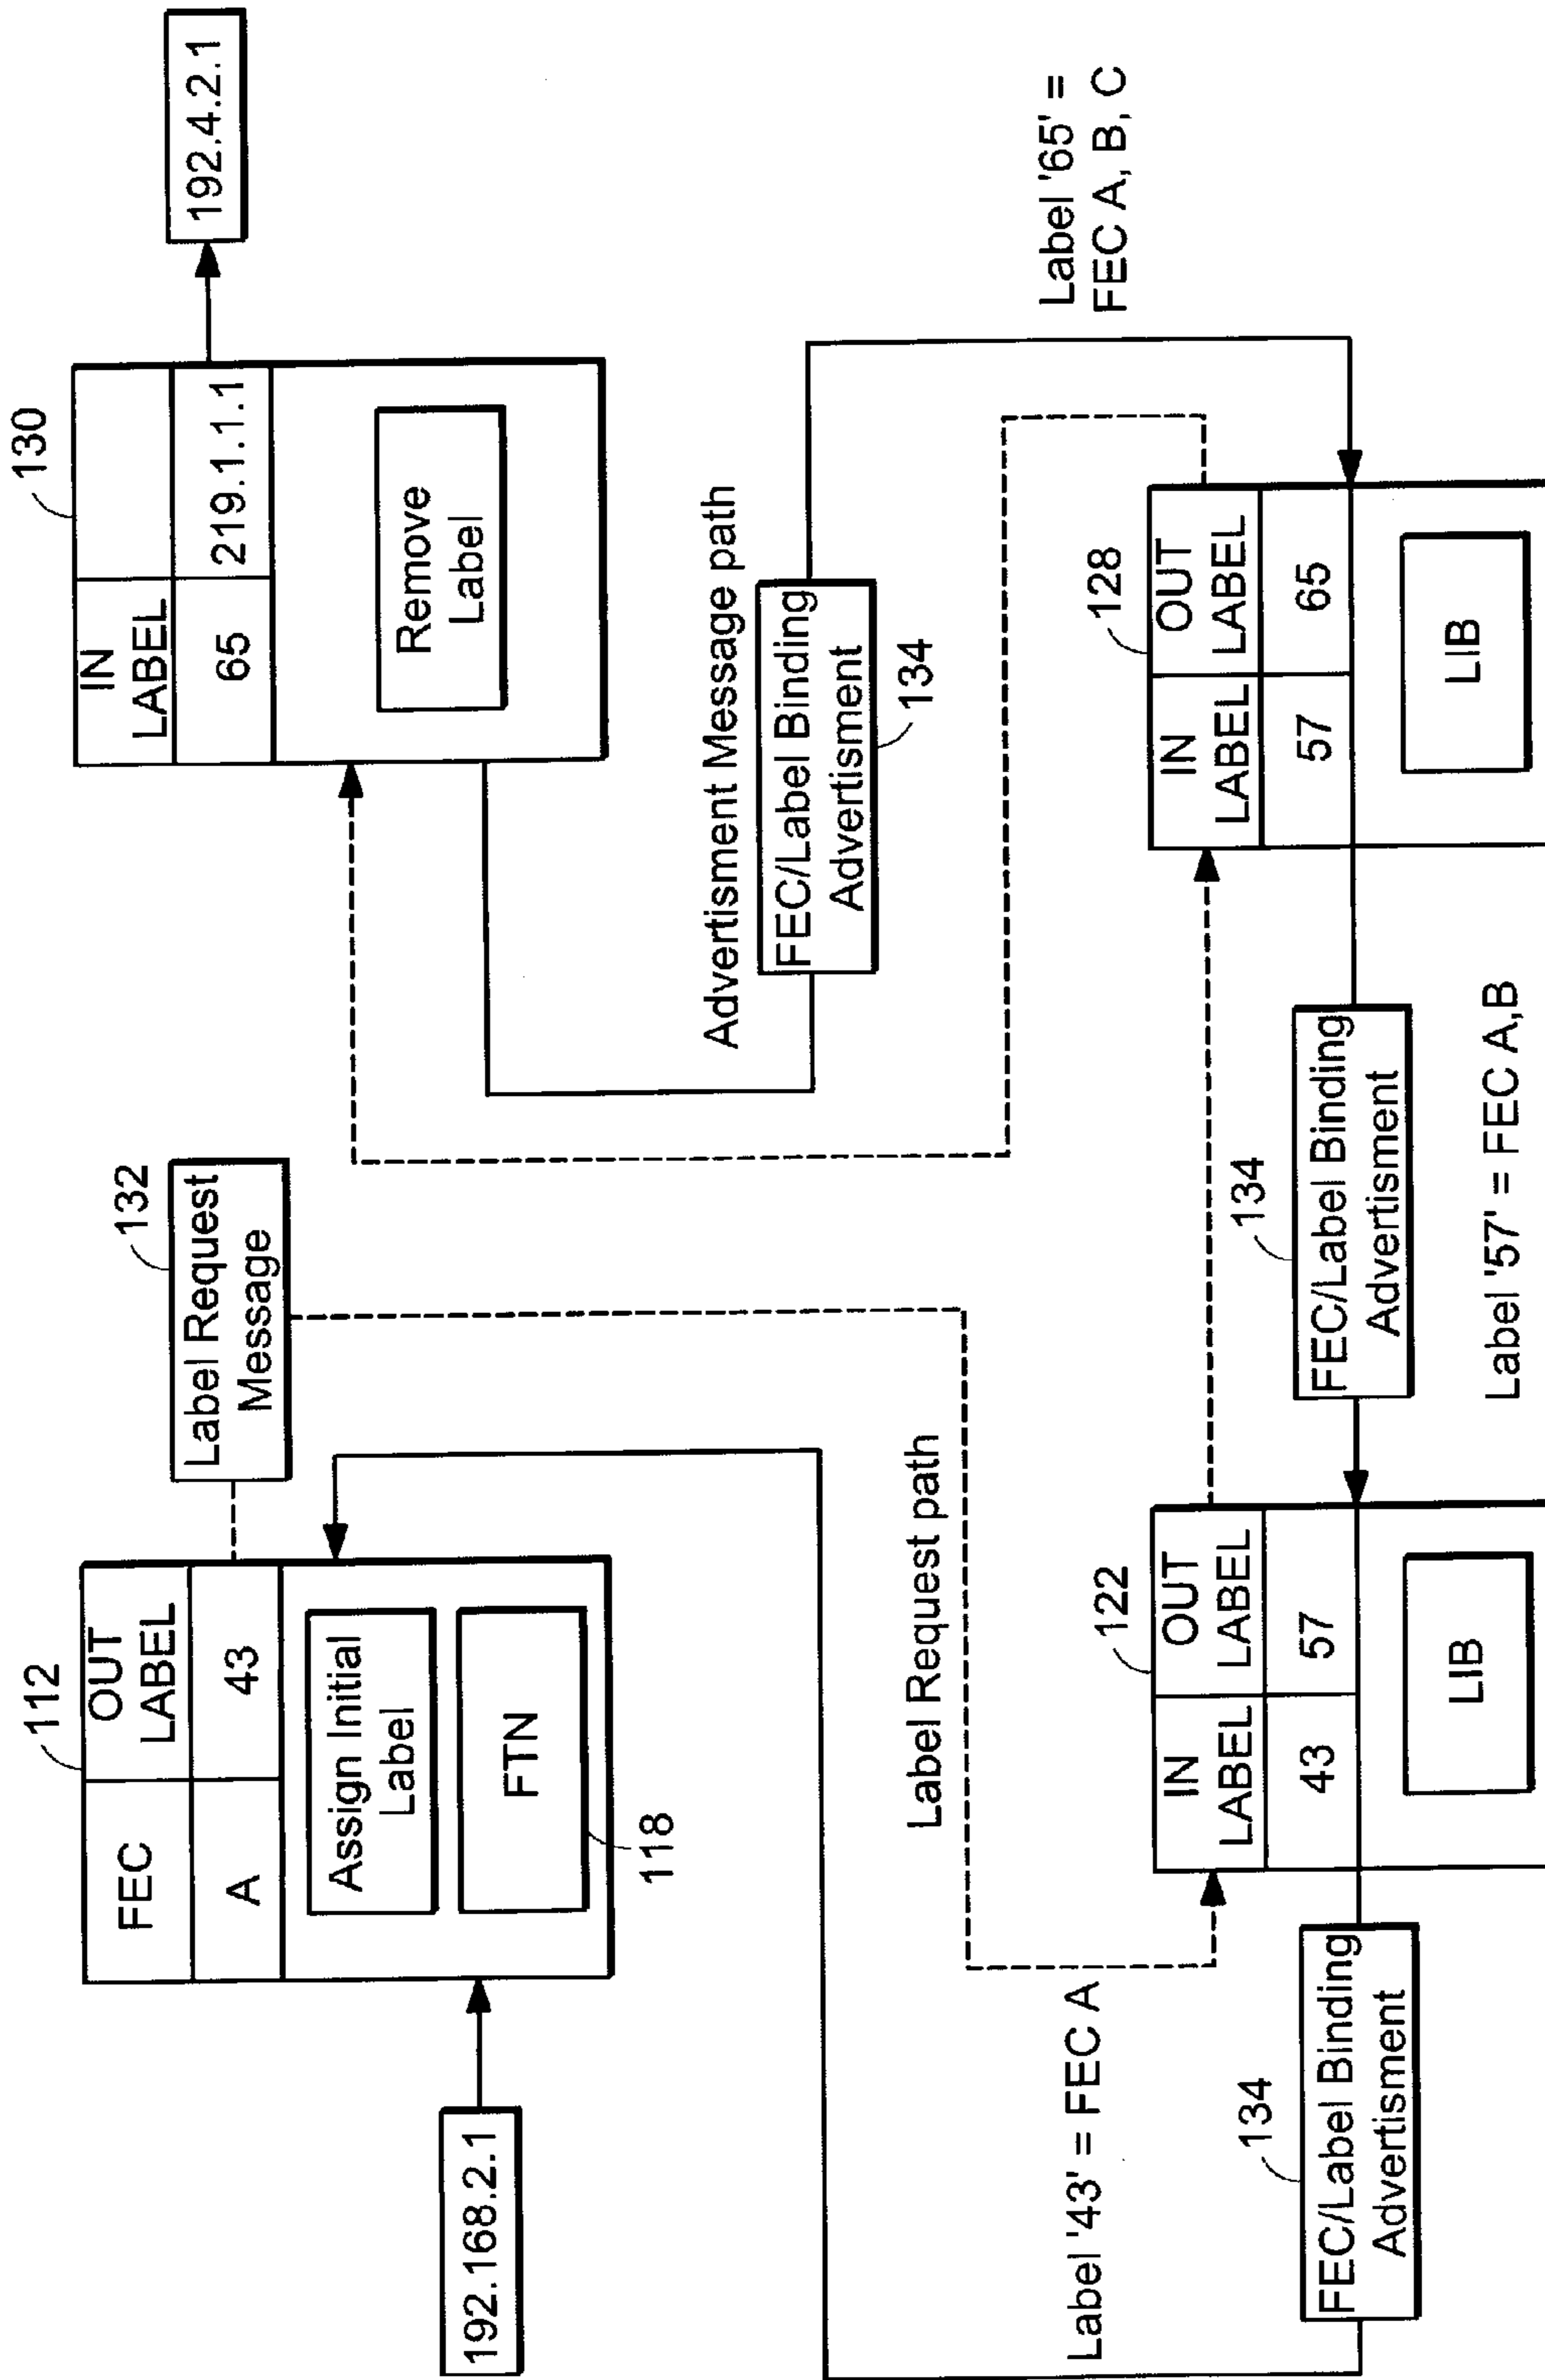 112
FEC
OUT
LABEL
A
43
Assign Initial
Label
FTN
118
192.168.2.1
132
Label Request
Message
130
IN
LABEL
65
219.1.1.1
Remove
Label
192.4.2.1
Label Request path
Advertisment Message path
FEC/Label Binding
Advertisment
134
Label '65' =
FEC A, B, C
Label '43' = FEC A
134
FEC/Label Binding
Advertisment
122
IN
LABEL
OUT
LABEL
43
57
LIB
134
FEC/Label Binding
Advertisment
Label '57' = FEC A,B
128
IN
LABEL
OUT
LABEL
57
65
LIB